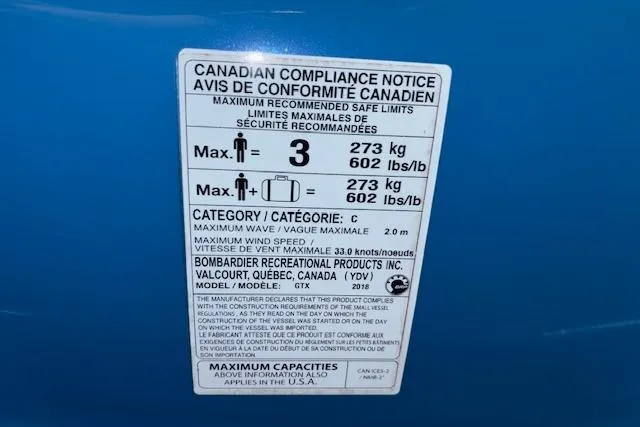 CANADIAN COMPLIANCE NOTICE
AVIS DE CONFORMITÉ CANADIEN
MAXIMUM RECOMMENDED SAFE LIMITS
LIMITES MAXIMALES DE
SÉCURITÉ RECOMMANDÉES
Max. = 3 273 kg
602 lbs/lb
Max. + = 273 kg
602 lbs/lb
CATEGORY / CATÉGORIE: C
MAXIMUM WAVE / VAGUE MAXIMALE 2.0 m
MAXIMUM WIND SPEED /
VITESSE DE VENT MAXIMALE 33.0 knots/noeuds
BOMBARDIER RECREATIONAL PRODUCTS INC.
VALCOURT, QUÉBEC, CANADA (YDV)
MODEL / MODÈLE: GTX 2018
BRP
THE MANUFACTURER DECLARES THAT THIS PRODUCT COMPLIES
WITH THE CONSTRUCTION REQUIREMENTS OF THE SMALL VESSEL
REGULATIONS, AS THEY READ ON THE DAY ON WHICH THE
CONSTRUCTION OF THE VESSEL WAS STARTED OR ON THE DAY
ON WHICH THE VESSEL WAS IMPORTED.
LE FABRICANT ATTESTE QUE CE PRODUIT EST CONFORME AUX
EXIGENCES DE CONSTRUCTION DU RÈGLEMENT SUR LES PETITS BÂTIMENTS
EN VIGUEUR À LA DATE DU DÉBUT DE SA CONSTRUCTION OU DE
SON IMPORTATION.
MAXIMUM CAPACITIES
ABOVE INFORMATION ALSO
APPLIES IN THE U.S.A.
CAN ICES-2
/ NMB-2